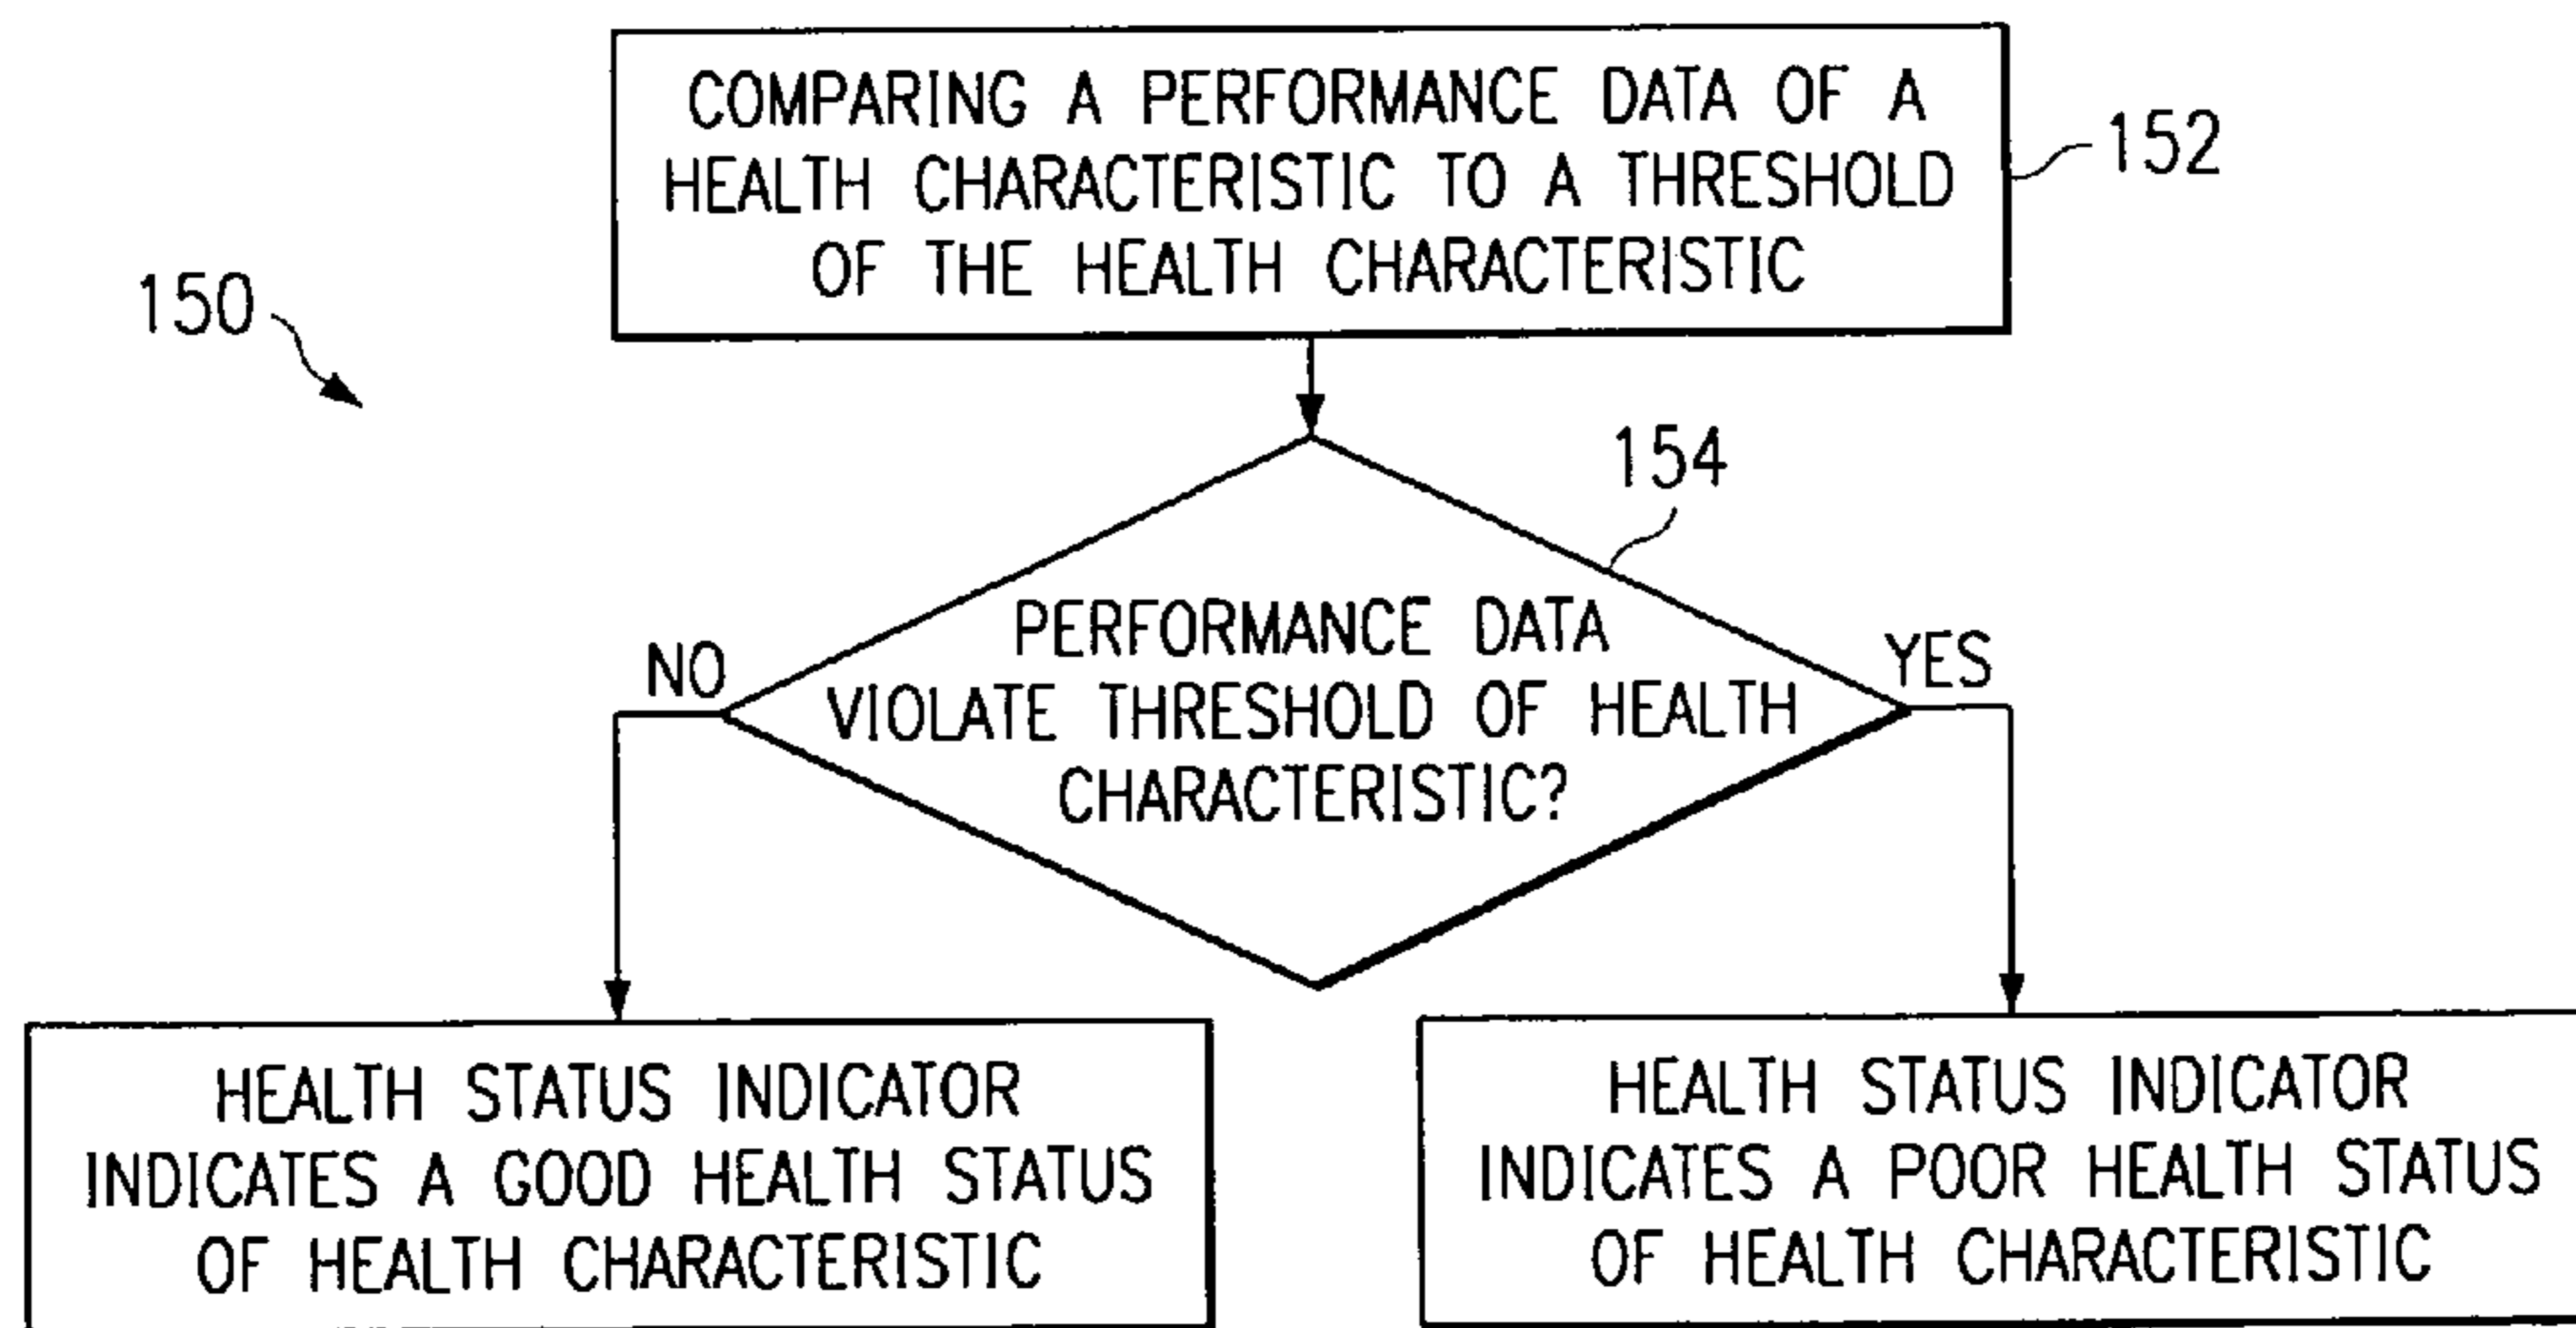 COMPARING A PERFORMANCE DATA OF A
HEALTH CHARACTERISTIC TO A THRESHOLD
OF THE HEALTH CHARACTERISTIC
152
150
154
PERFORMANCE DATA
VIOLATE THRESHOLD OF HEALTH
CHARACTERISTIC?
NO
YES
HEALTH STATUS INDICATOR
INDICATES A GOOD HEALTH STATUS
OF HEALTH CHARACTERISTIC
HEALTH STATUS INDICATOR
INDICATES A POOR HEALTH STATUS
OF HEALTH CHARACTERISTIC